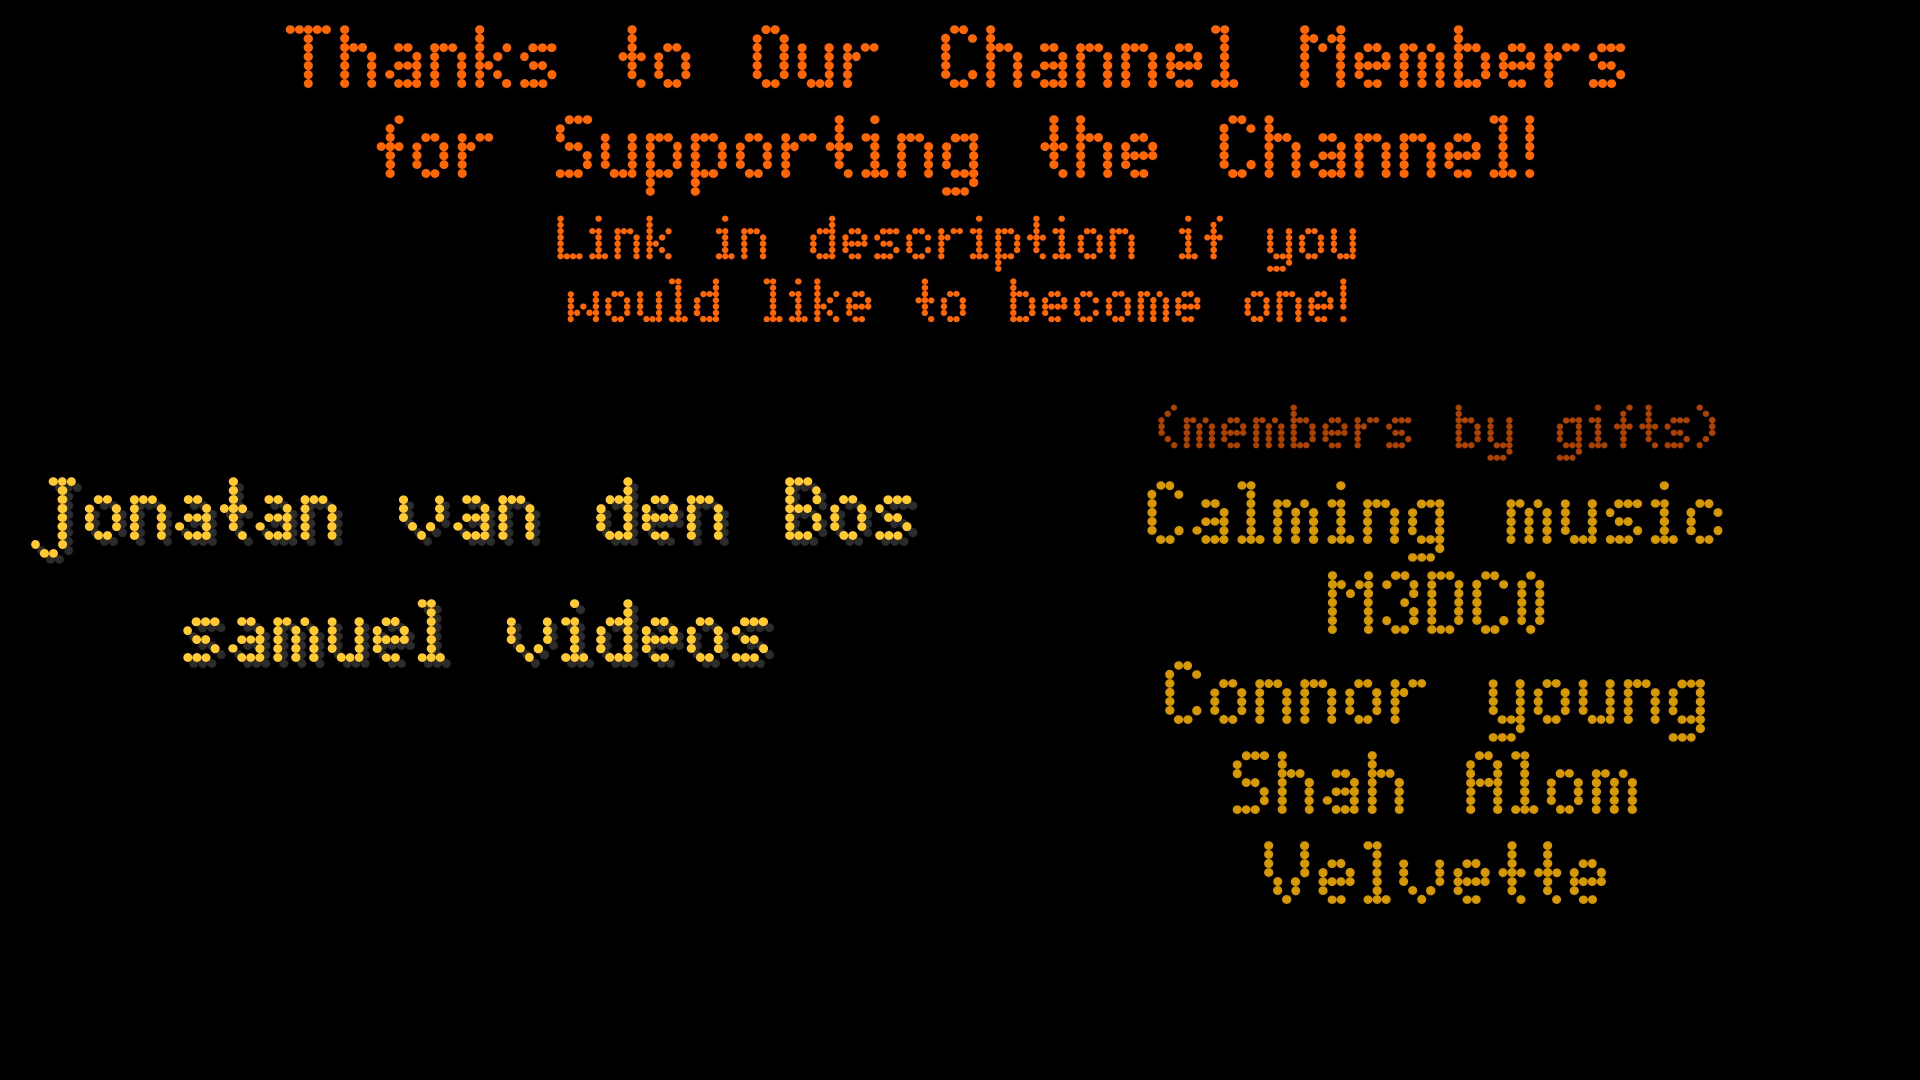 Thanks to Our Channel Members
for Supporting the Channel!
Link in description if you
would like to become one!
Jonatan van den Bos
samuel videos
(members by gifts)
Calming music
M3DC0
Connor young
Shah Alom
Velvette